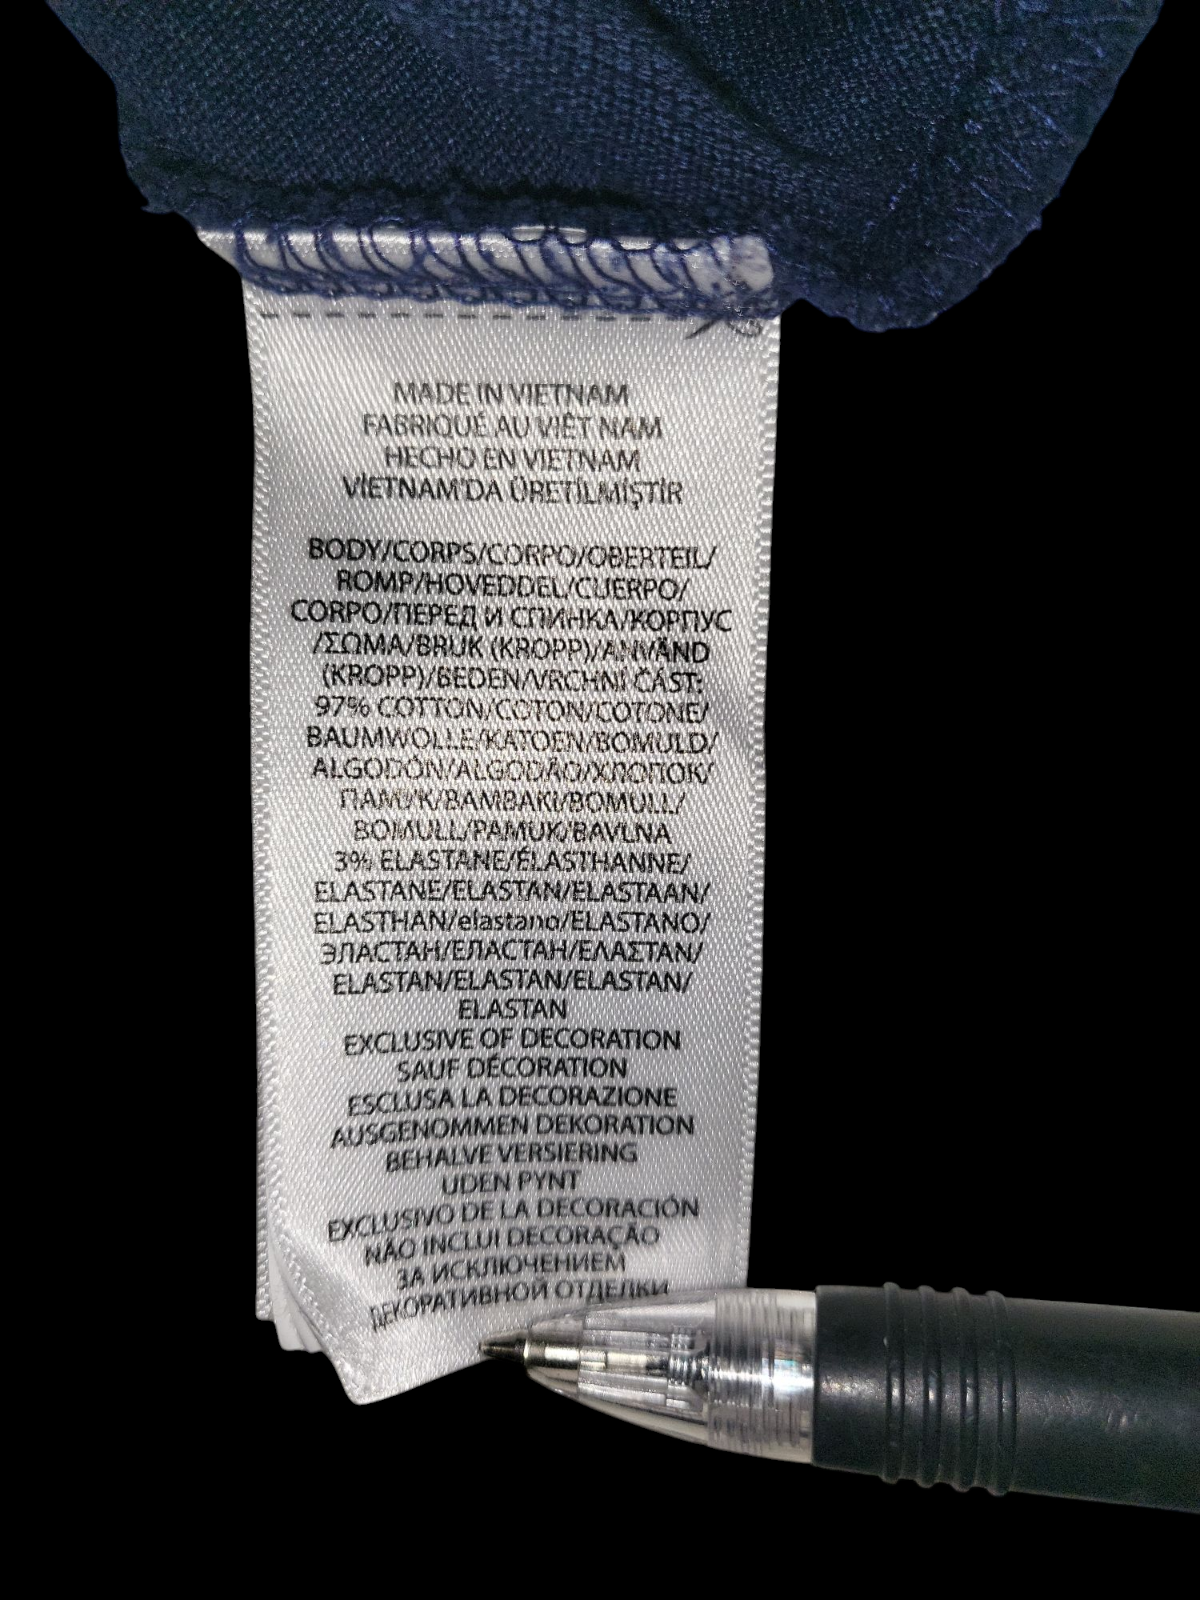 MADE IN VIETNAM
FABRIQUÉ AU VIÊT NAM
HECHO EN VIETNAM
VİETNAM'DA ÜRETİLMİŞTİR
BODY/CORPS/CORPO/OBERTEIL/
ROMP/HOVEDDEL/CUERPO/
CORPO/ПЕРЕД И СПИНКА/КОРПУС
/ΣΩΜΑ/BRUK (KROPP)/ANVÄND
(KROPP)/BEDEN/VRCHNÍ ČÁST:
97% COTTON/COTON/COTONE/
BAUMWOLLE/KATOEN/BOMULD/
ALGODÓN/ALGODÃO/ХЛОПОК/
ПАМУК/ΒΑΜΒΑΚΙ/BOMULL/
BOMULL/PAMUK/BAVLNA
3% ELASTANE/ÉLASTHANNE/
ELASTANE/ELASTAN/ELASTAAN/
ELASTHAN/elastano/ELASTANO/
ЭЛАСТАН/ЕЛАСТАН/ΕΛΑΣΤΑΝ/
ELASTAN/ELASTAN/ELASTAN/
ELASTAN
EXCLUSIVE OF DECORATION
SAUF DÉCORATION
ESCLUSA LA DECORAZIONE
AUSGENOMMEN DEKORATION
BEHALVE VERSIERING
UDEN PYNT
EXCLUSIVO DE LA DECORACIÓN
NÃO INCLUI DECORAÇÃO
ЗА ИСКЛЮЧЕНИЕМ
ДЕКОРАТИВНОЙ ОТДЕЛКИ